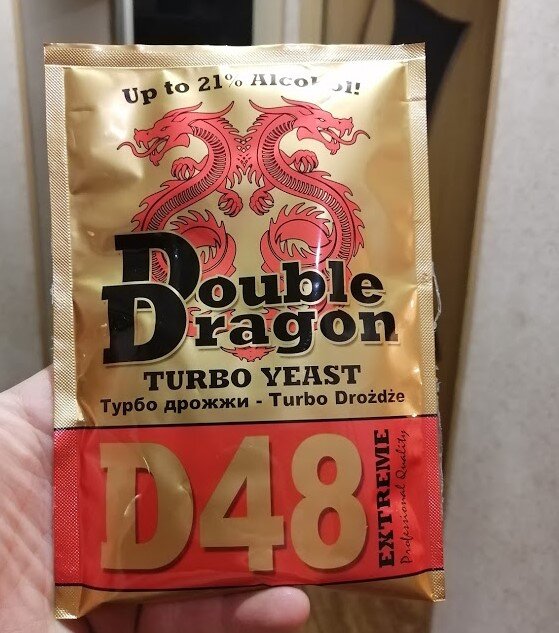 Up to 21% Alcohol!
Double
Dragon
TURBO YEAST
Турбо дрожжи - Turbo Drożdże
D48
EXTREME
Professional Quality